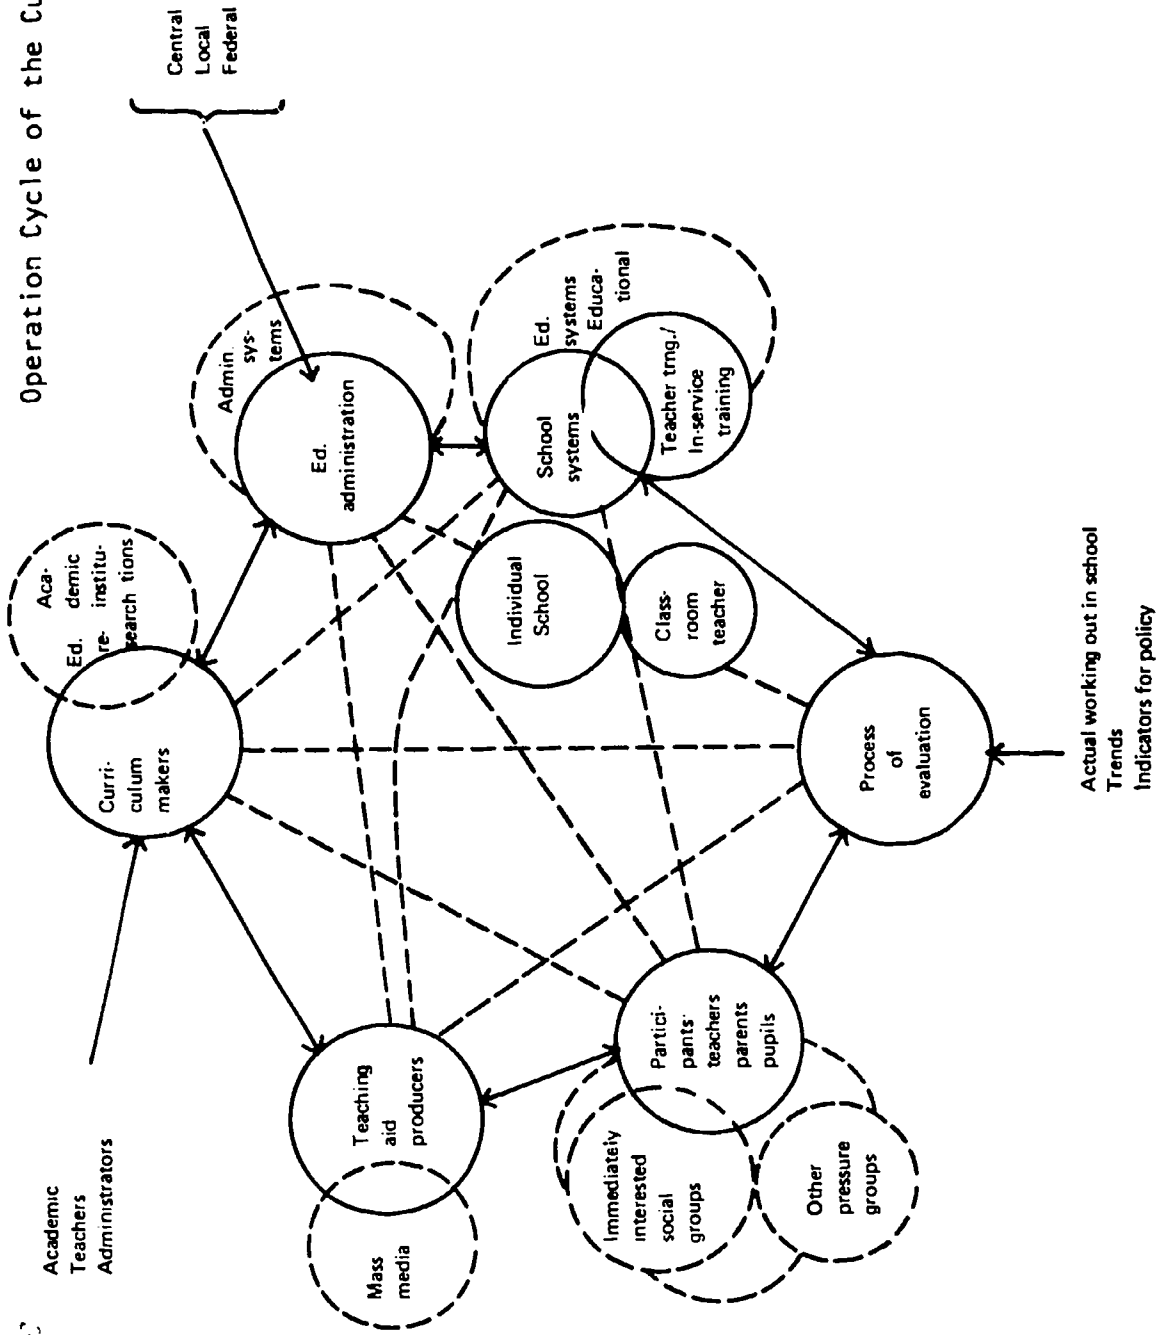 Operation Cycle of the Cu
Central
Local
Federal
Academic
Teachers
Administrators
Curri-
culum
makers
Aca-
Ed. demic
re- institu-
search tions
Admin.
sys-
tems
Ed.
administration
Ed.
systems
Educa-
tional
School
systems
Teacher trng./
In-service
training
Individual
School
Class-
room
teacher
Process
of
evaluation
Actual working out in school
Trends
Indicators for policy
Partici-
pants:
teachers
parents
pupils
Immediately
interested
social
groups
Other
pressure
groups
Teaching
aid
producers
Mass
media